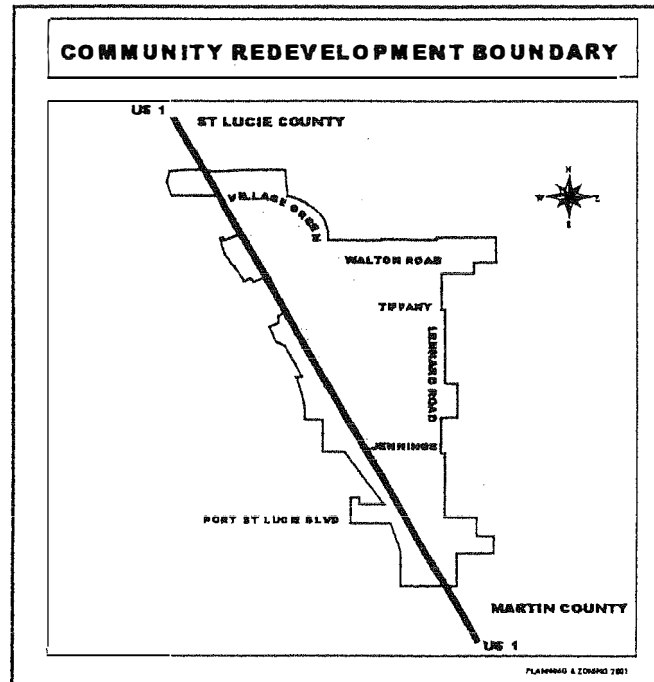 COMMUNITY REDEVELOPMENT BOUNDARY
US 1
ST LUCIE COUNTY
VILLAGE GREEN
N
W
E
WALTON ROAD
TIFFANY
LENNARD ROAD
JENNINGS
PORT ST LUCIE BLVD
MARTIN COUNTY
US 1
PLANNING & ZONING 2001